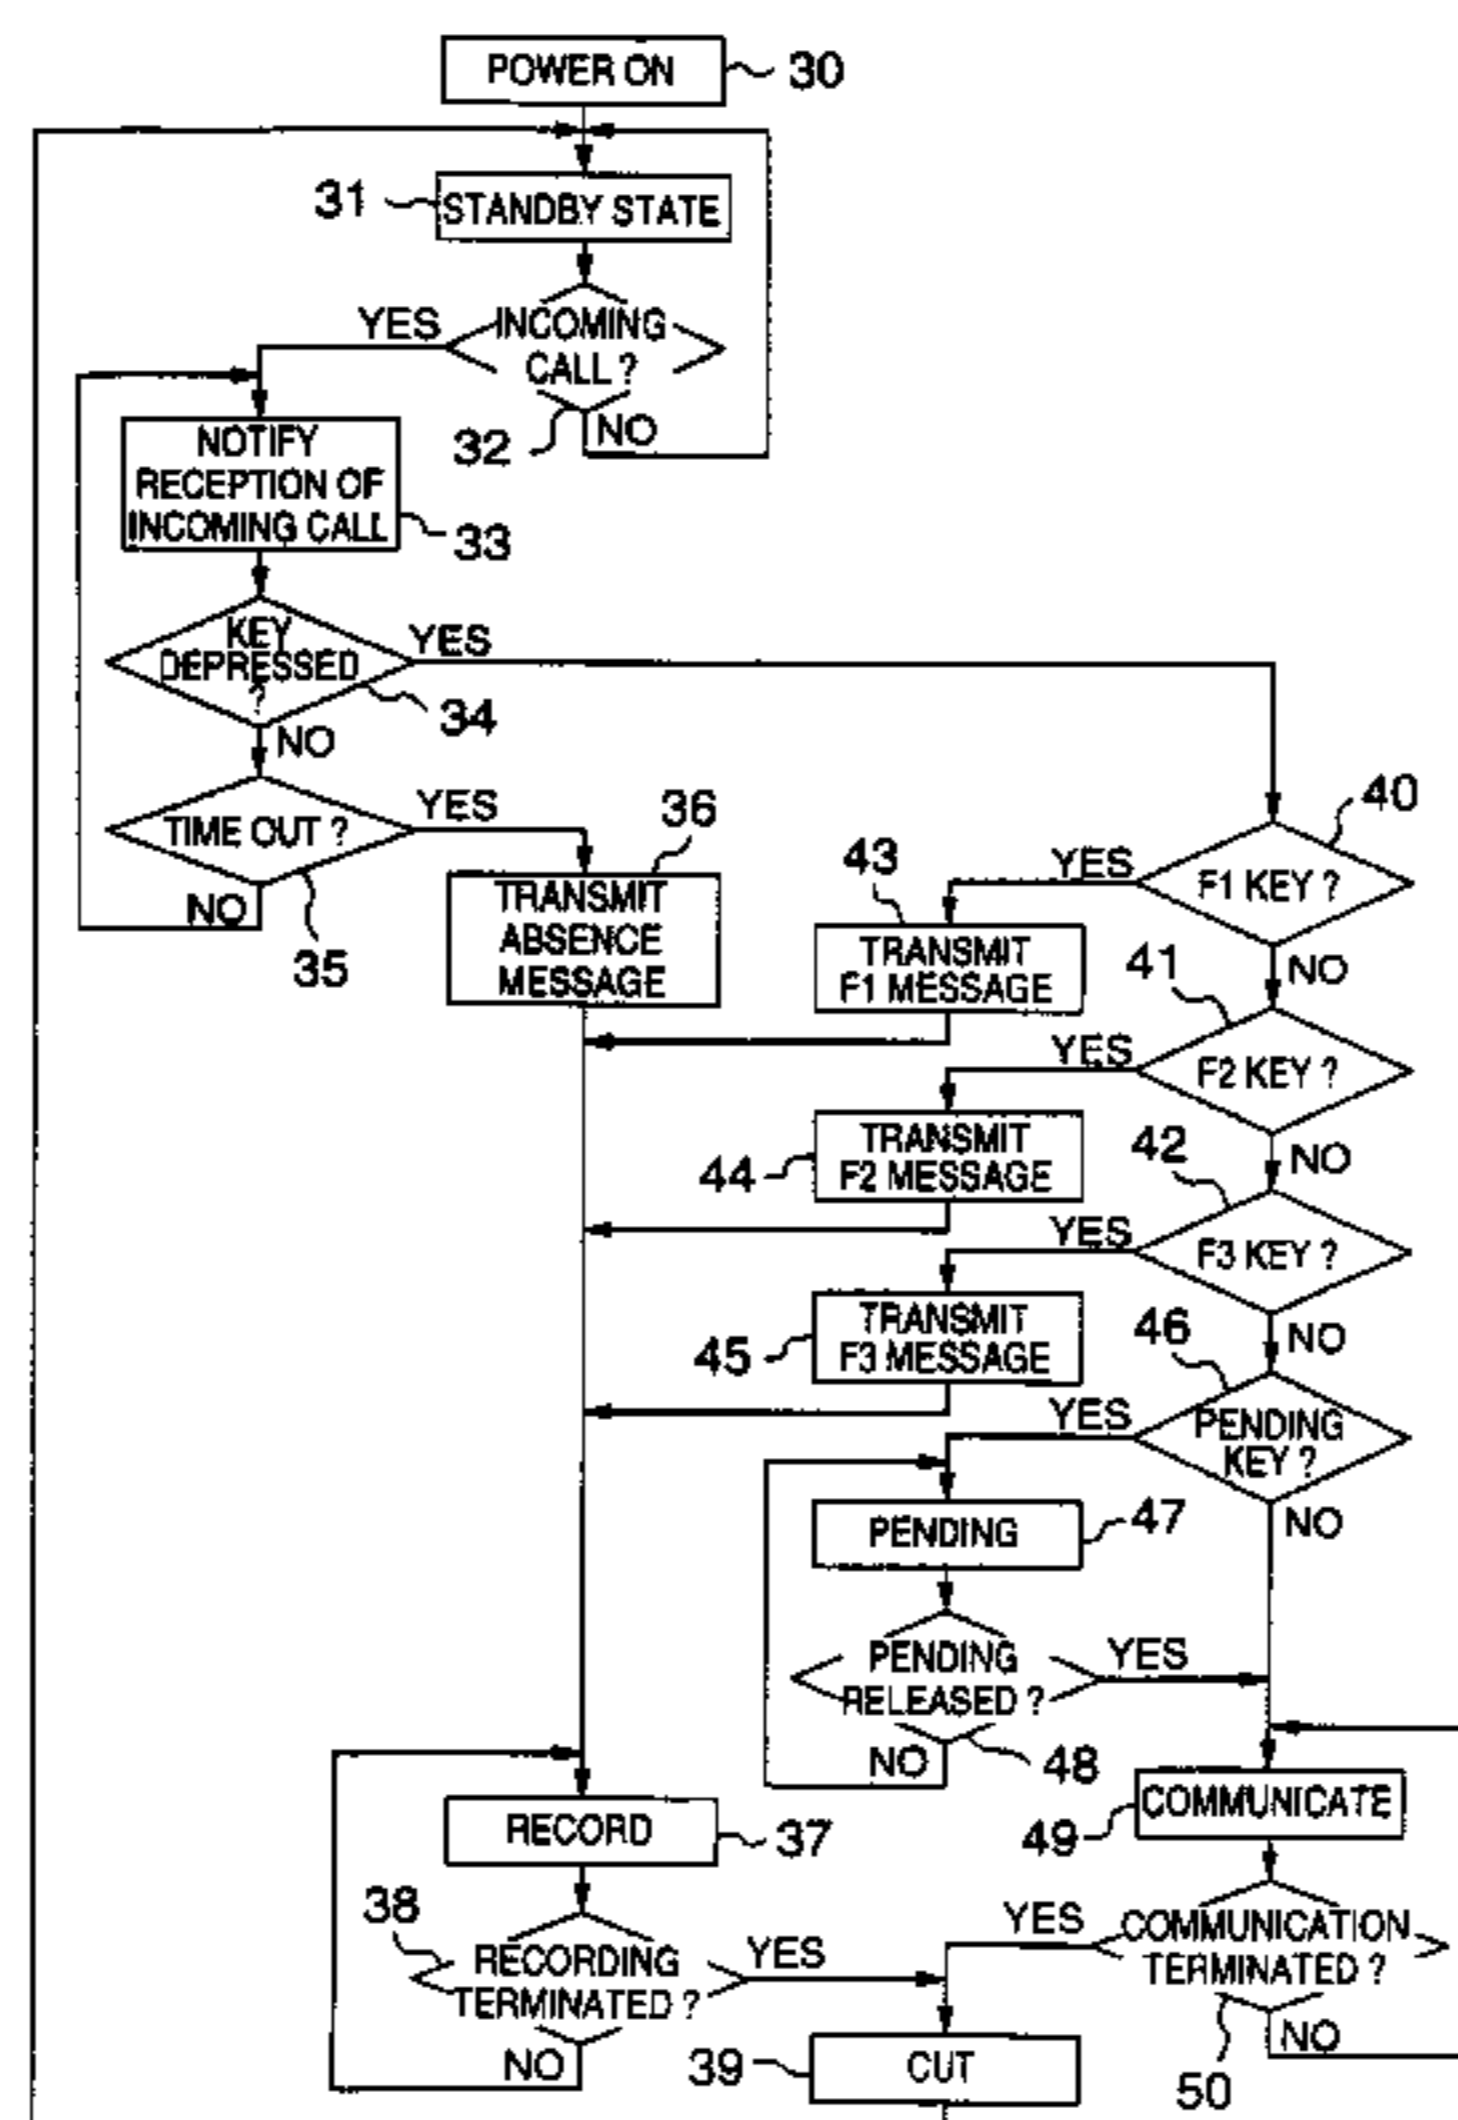 POWER ON
30
31
STANDBY STATE
YES
INCOMING
CALL ?
32
NO
NOTIFY
RECEPTION OF
INCOMING CALL
33
KEY
DEPRESSED
?
YES
34
NO
TIME OUT ?
YES
NO
35
36
TRANSMIT
ABSENCE
MESSAGE
40
F1 KEY ?
YES
NO
43
TRANSMIT
F1 MESSAGE
41
F2 KEY ?
YES
NO
44
TRANSMIT
F2 MESSAGE
42
F3 KEY ?
YES
NO
45
TRANSMIT
F3 MESSAGE
46
PENDING
KEY ?
YES
NO
PENDING
47
PENDING
RELEASED ?
YES
NO
48
COMMUNICATE
49
RECORD
37
38
RECORDING
TERMINATED ?
YES
NO
YES
COMMUNICATION
TERMINATED ?
NO
50
39
CUT